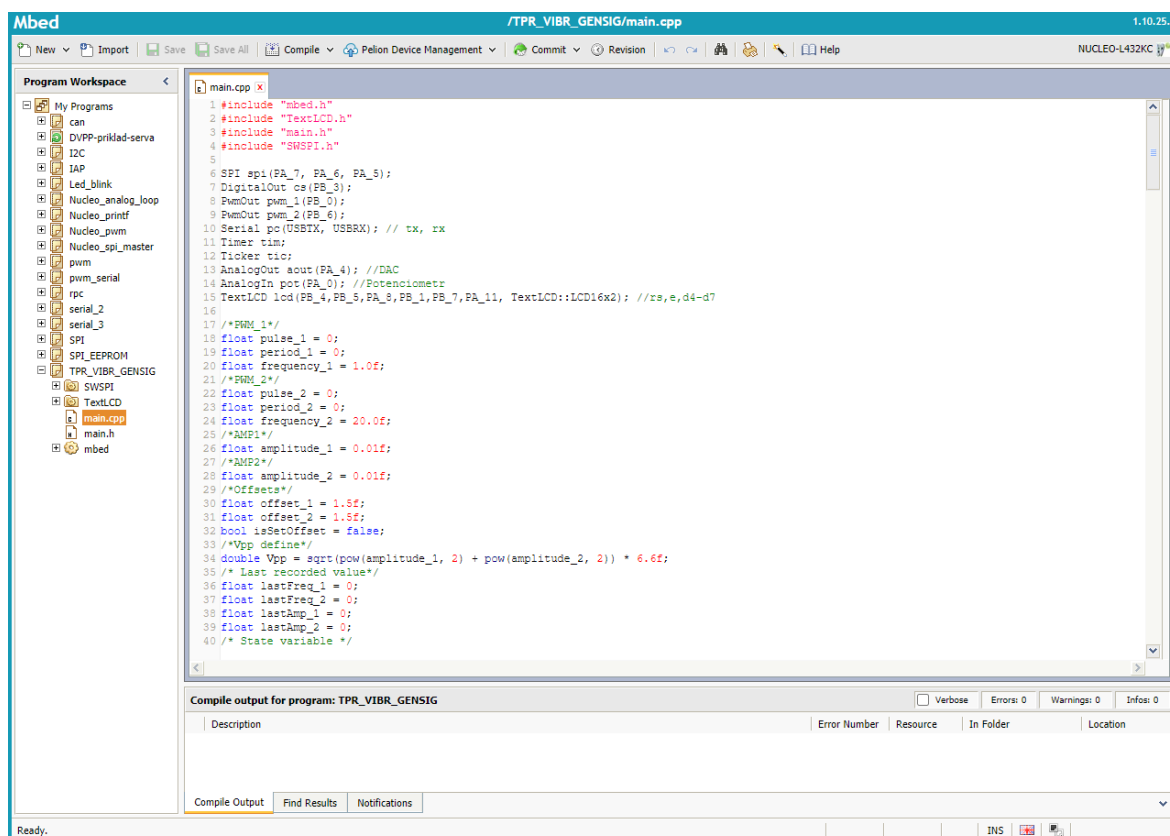 Mbed /TPR_VIBR_GENSIG/main.cpp 1.10.25.
New Import Save Save All Compile Pelion Device Management Commit Revision Help NUCLEO-L432KC
Program Workspace
My Programs
can
DVPP-priklad-serva
I2C
IAP
Led_blink
Nucleo_analog_loop
Nucleo_printf
Nucleo_pwm
Nucleo_spi_master
pwm
pwm_serial
rpc
serial_2
serial_3
SPI
SPI_EEPROM
TPR_VIBR_GENSIG
SWSPI
TextLCD
main.cpp
main.h
mbed
main.cpp x
1 #include "mbed.h"
2 #include "TextLCD.h"
3 #include "main.h"
4 #include "SWSPI.h"
5
6 SPI spi(PA_7, PA_6, PA_5);
7 DigitalOut cs(PB_3);
8 PwmOut pwm_1(PB_0);
9 PwmOut pwm_2(PB_6);
10 Serial pc(USBTX, USBRX); // tx, rx
11 Timer tim;
12 Ticker tic;
13 AnalogOut aout(PA_4); //DAC
14 AnalogIn pot(PA_0); //Potenciometr
15 TextLCD lcd(PB_4,PB_5,PA_8,PB_1,PB_7,PA_11, TextLCD::LCD16x2); //rs,e,d4-d7
16
17 /*PWM_1*/
18 float pulse_1 = 0;
19 float period_1 = 0;
20 float frequency_1 = 1.0f;
21 /*PWM_2*/
22 float pulse_2 = 0;
23 float period_2 = 0;
24 float frequency_2 = 20.0f;
25 /*AMP1*/
26 float amplitude_1 = 0.01f;
27 /*AMP2*/
28 float amplitude_2 = 0.01f;
29 /*Offsets*/
30 float offset_1 = 1.5f;
31 float offset_2 = 1.5f;
32 bool isSetOffset = false;
33 /*Vpp define*/
34 double Vpp = sqrt(pow(amplitude_1, 2) + pow(amplitude_2, 2)) * 6.6f;
35 /* Last recorded value*/
36 float lastFreq_1 = 0;
37 float lastFreq_2 = 0;
38 float lastAmp_1 = 0;
39 float lastAmp_2 = 0;
40 /* State variable */
Compile output for program: TPR_VIBR_GENSIG Verbose Errors: 0 Warnings: 0 Infos: 0
Description Error Number Resource In Folder Location
Compile Output Find Results Notifications
Ready. INS